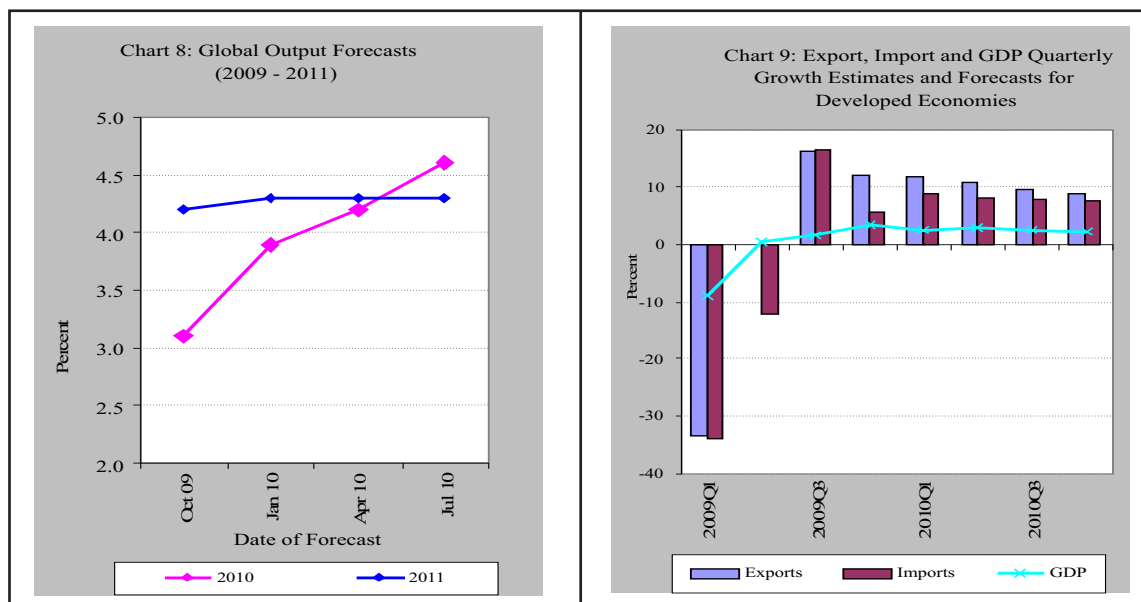 Chart 8: Global Output Forecasts
(2009 - 2011)
5.0
4.5
4.0
3.5
3.0
2.5
2.0
Percent
Oct 09
Jan 10
Apr 10
Jul 10
Date of Forecast
2010
2011
Chart 9: Export, Import and GDP Quarterly
Growth Estimates and Forecasts for
Developed Economies
20
10
0
-10
-20
-30
-40
Percent
2009Q1
2009Q3
2010Q1
2010Q3
Exports
Imports
GDP